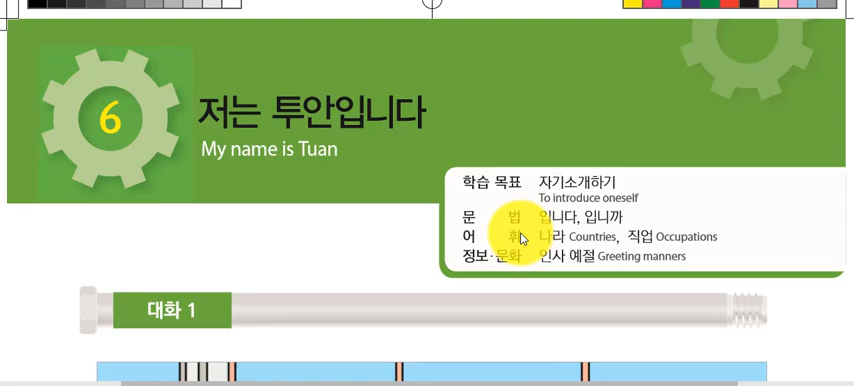 6
저는 투안입니다
My name is Tuan
학습 목표 자기소개하기
To introduce oneself
문 법 입니다, 입니까
어 휘 나라 Countries, 직업 Occupations
정보·문화 인사 예절 Greeting manners
대화 1